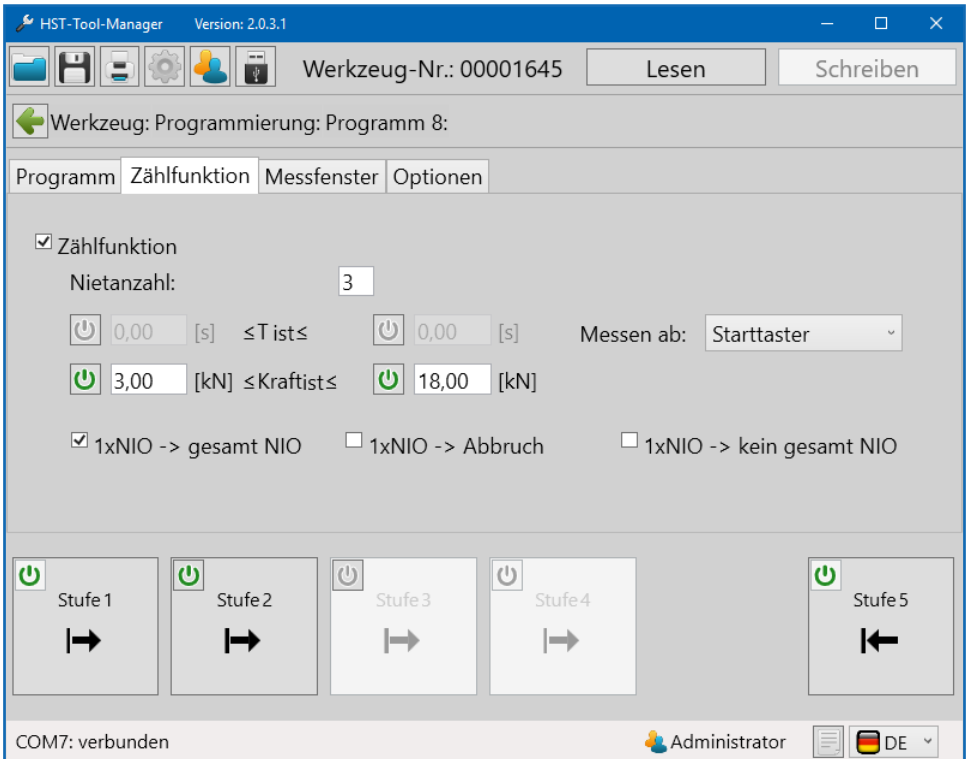 HST-Tool-Manager Version: 2.0.3.1
Werkzeug-Nr.: 00001645 Lesen Schreiben
Werkzeug: Programmierung: Programm 8:
Programm Zählfunktion Messfenster Optionen
Zählfunktion
Nietanzahl: 3
0,00 [s] ≤T ist≤ 0,00 [s] Messen ab: Starttaster
3,00 [kN] ≤Kraftist≤ 18,00 [kN]
1xNIO -> gesamt NIO 1xNIO -> Abbruch 1xNIO -> kein gesamt NIO
Stufe 1 Stufe 2 Stufe 3 Stufe 4 Stufe 5
COM7: verbunden Administrator DE